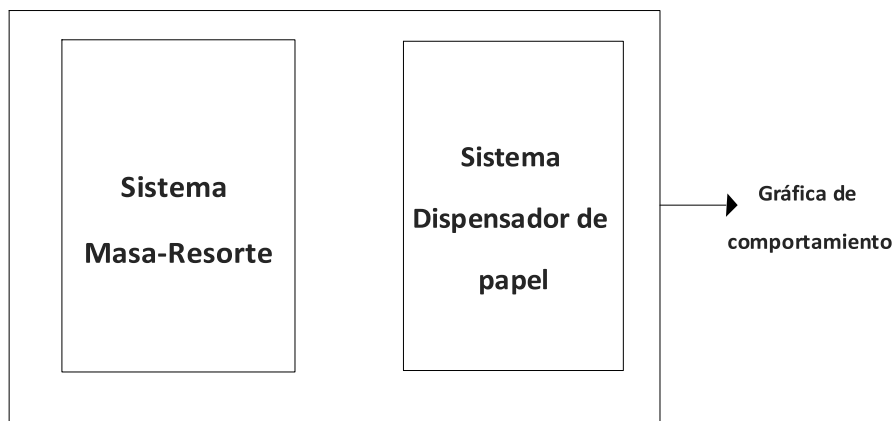 Sistema
Masa-Resorte
Sistema
Dispensador de
papel
Gráfica de
comportamiento